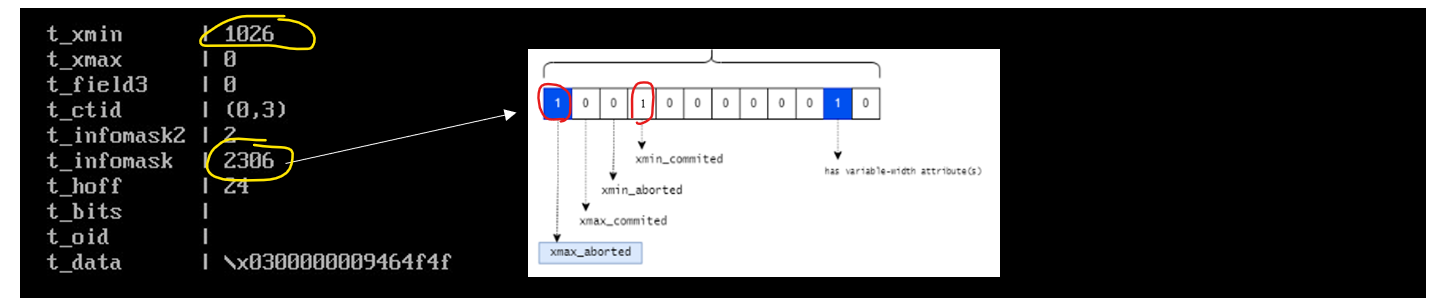 t_xmin | 1026
t_xmax | 0
t_field3 | 0
t_ctid | (0,3)
t_infomask2 | 2
t_infomask | 2306
t_hoff | 24
t_bits |
t_oid |
t_data | \x0300000009464f4f
1 0 0 1 0 0 0 0 0 0 1 0
xmin_commited
has variable-width attribute(s)
xmin_aborted
xmax_commited
xmax_aborted